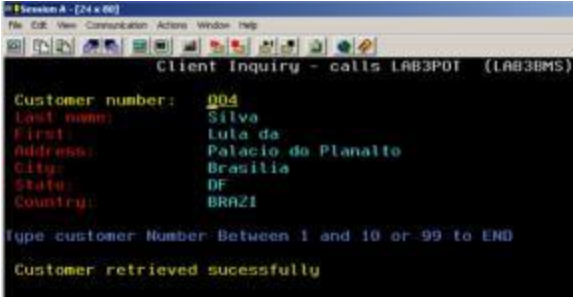 Session A - [24 x 80]
File Edit View Communication Actions Window Help
Client Inquiry - calls LAB3POT (LAB3BMS)
Customer number: 004
Last name: Silva
First: Lula da
Address: Palacio do Planalto
City: Brasilia
State: DF
Country: BRAZI
Type customer Number Between 1 and 10 or 99 to END
Customer retrieved sucessfully